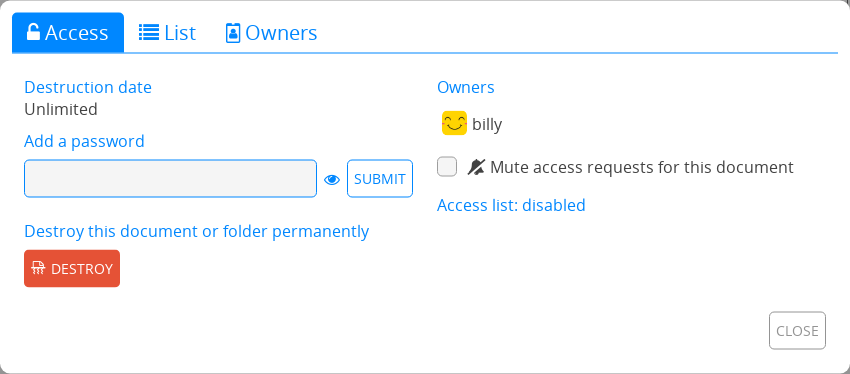 Access
List
Owners
Destruction date
Unlimited
Add a password
SUBMIT
Destroy this document or folder permanently
DESTROY
Owners
billy
Mute access requests for this document
Access list: disabled
CLOSE